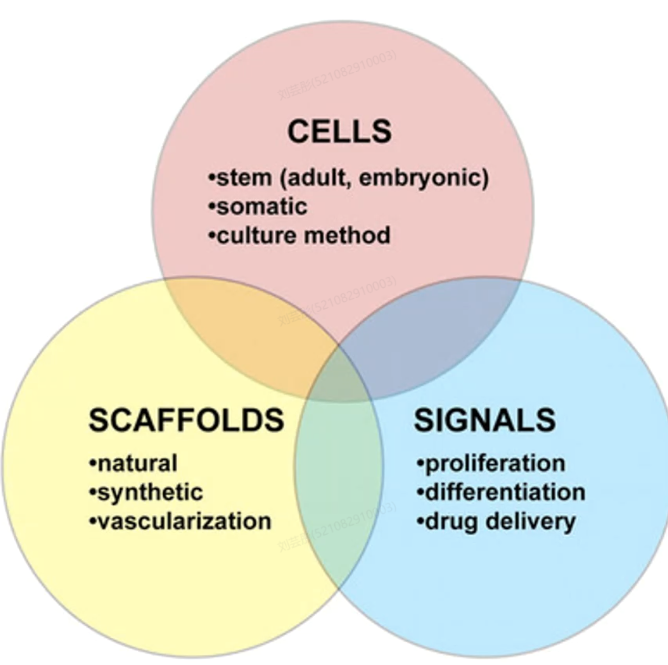 CELLS
•stem (adult, embryonic)
•somatic
•culture method
SCAFFOLDS
•natural
•synthetic
•vascularization
SIGNALS
•proliferation
•differentiation
•drug delivery